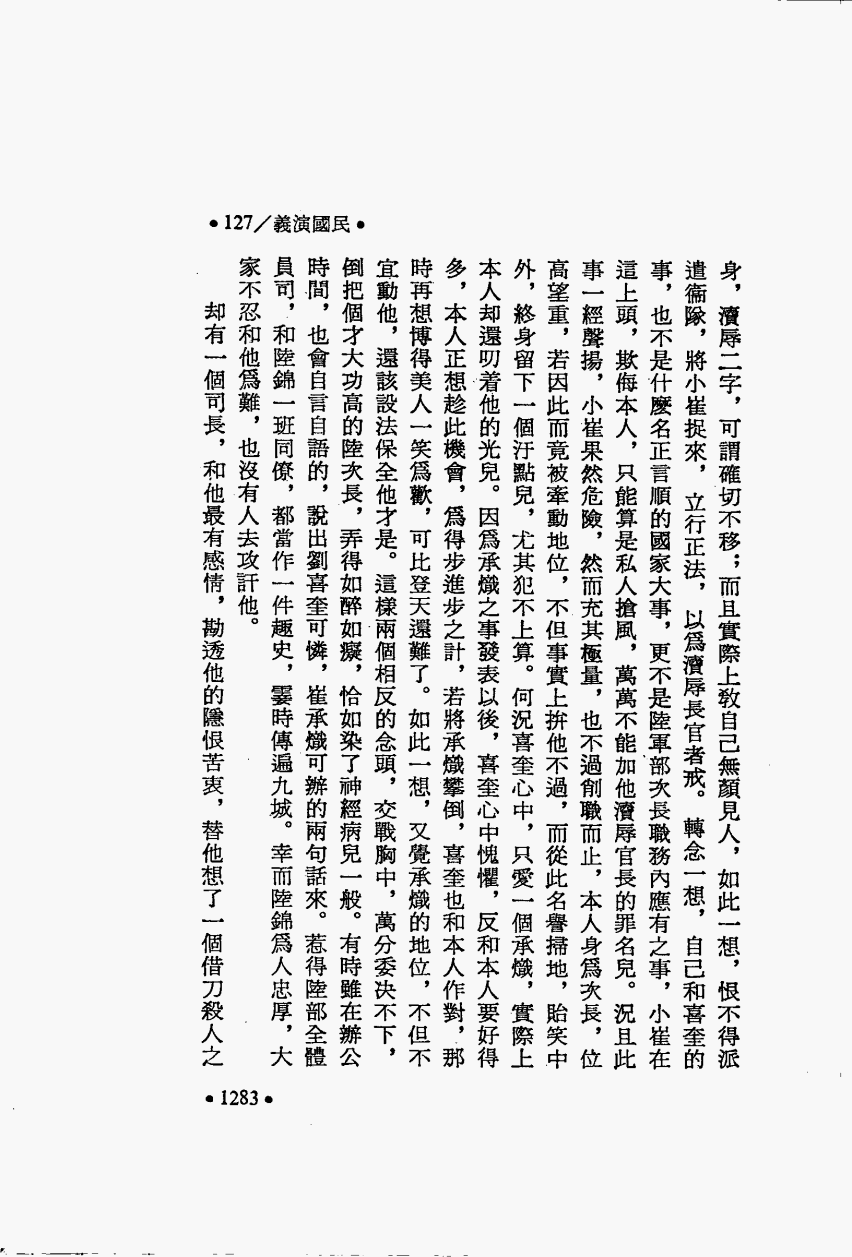 •127／義演國民•
身，瀆辱二字，可謂確切不移；而且實際上教自己無顏見人，如此一想，恨不得派
遣衞隊，將小崔捉來，立行正法，以爲瀆辱長官者戒。轉念一想，自己和喜奎的
事，也不是什麼名正言順的國家大事，更不是陸軍部次長職務內應有之事，小崔在
這上頭，欺侮本人，只能算是私人搶風，萬萬不能加他瀆辱官長的罪名兒。況且此
事一經聲揚，小崔果然危險，然而充其極量，也不過削職而止，本人身爲次長，位
高望重，若因此而竟被牽動地位，不但事實上拚他不過，而從此名譽掃地，貽笑中
外，終身留下一個汙點兒，尤其犯不上算。何況喜奎心中，只愛一個承熾，實際上
本人却還叨着他的光兒。因爲承熾之事發表以後，喜奎心中愧懼，反和本人要好得
多，本人正想趁此機會，爲得步進步之計，若將承熾攀倒，喜奎也和本人作對，那
時再想博得美人一笑爲歡，可比登天還難了。如此一想，又覺承熾的地位，不但不
宜動他，還該設法保全他才是。這樣兩個相反的念頭，交戰胸中，萬分委決不下，
倒把個才大功高的陸次長，弄得如醉如癡，恰如染了神經病兒一般。有時雖在辦公
時間，也會自言自語的，說出劉喜奎可憐，崔承熾可辦的兩句話來。惹得陸部全體
員司，和陸錦一班同僚，都當作一件趣史，霎時傳遍九城。幸而陸錦爲人忠厚，大
家不忍和他爲難，也沒有人去攻訐他。
却有一個司長，和他最有感情，勘透他的隱恨苦衷，替他想了一個借刀殺人之
•1283•